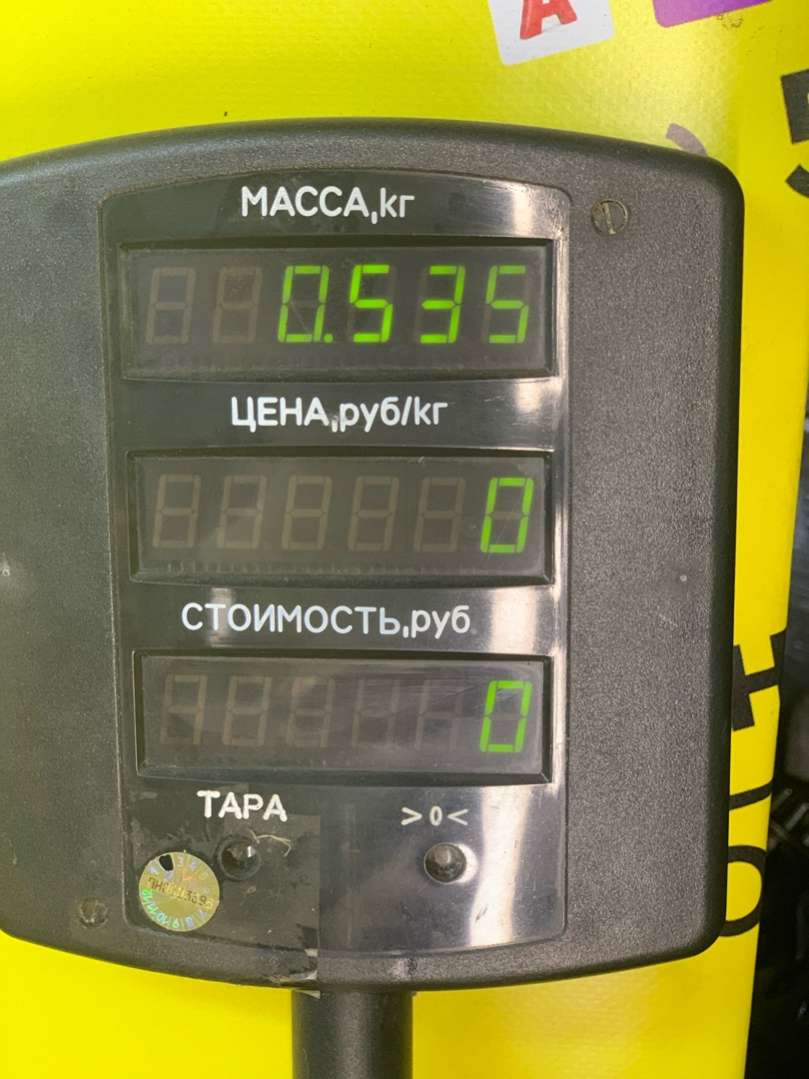 А
МАССА,кг
0.535
ЦЕНА,руб/кг
0
СТОИМОСТЬ,руб
0
ТАРА
>0<